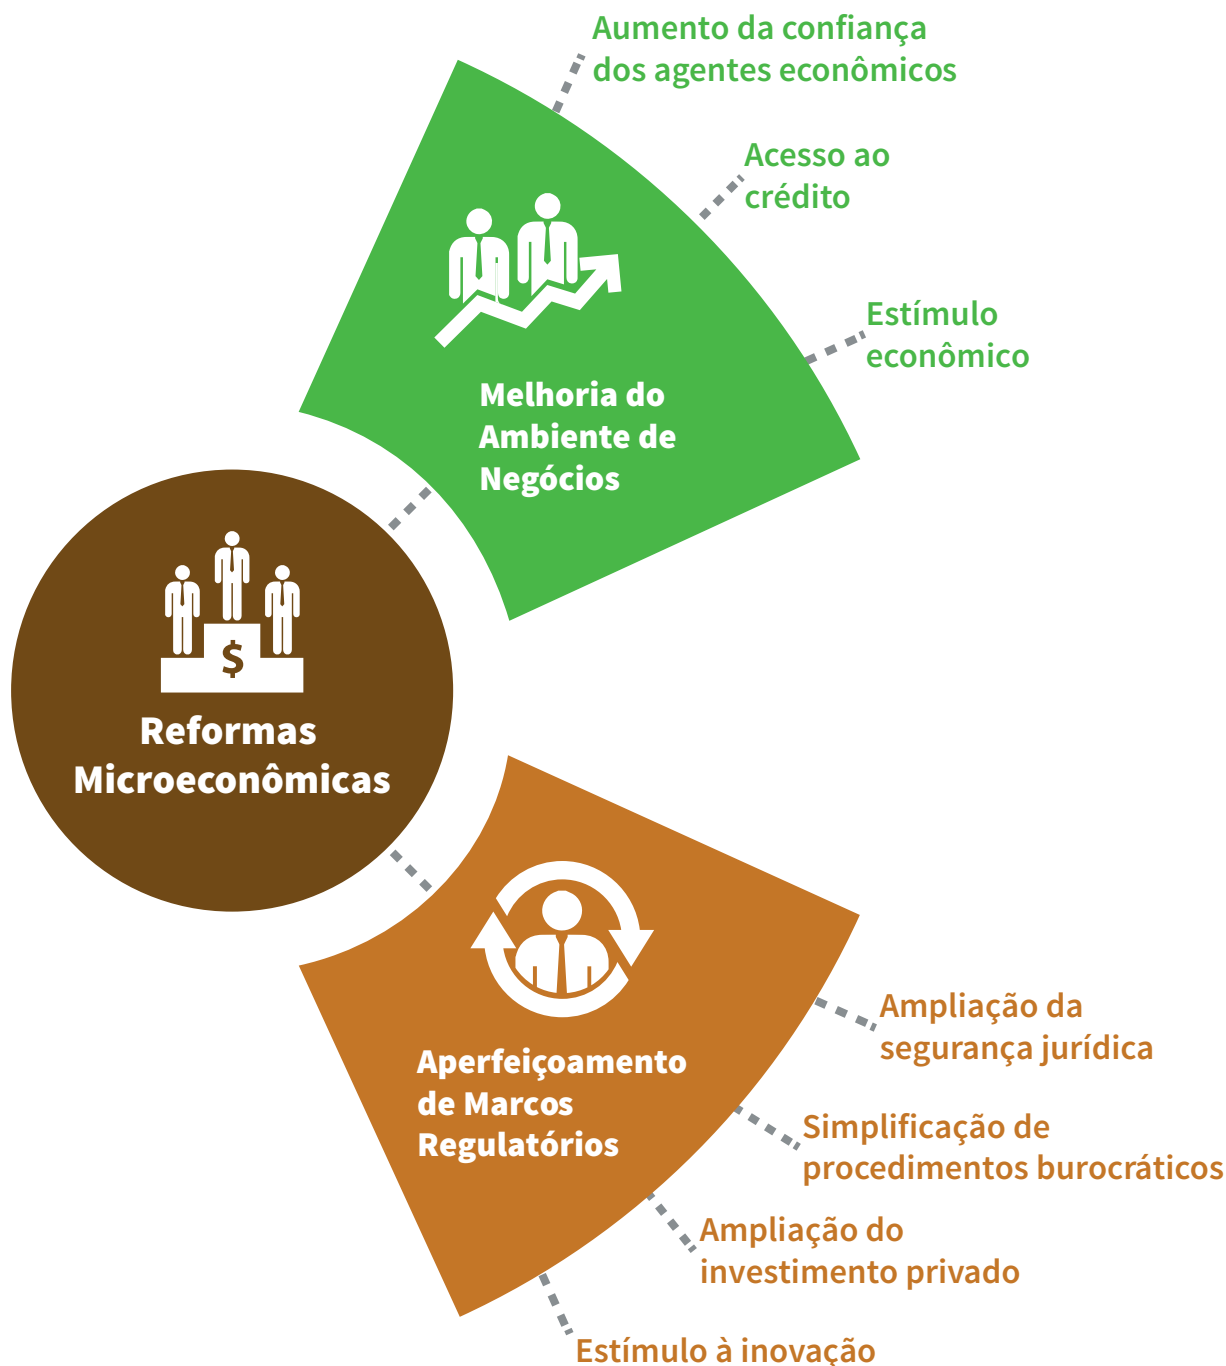 Aumento da confiança
dos agentes econômicos
Acesso ao
crédito
Estímulo
econômico
Melhoria do
Ambiente de
Negócios
$
Reformas
Microeconômicas
Aperfeiçoamento
de Marcos
Regulatórios
Ampliação da
segurança jurídica
Simplificação de
procedimentos burocráticos
Ampliação do
investimento privado
Estímulo à inovação